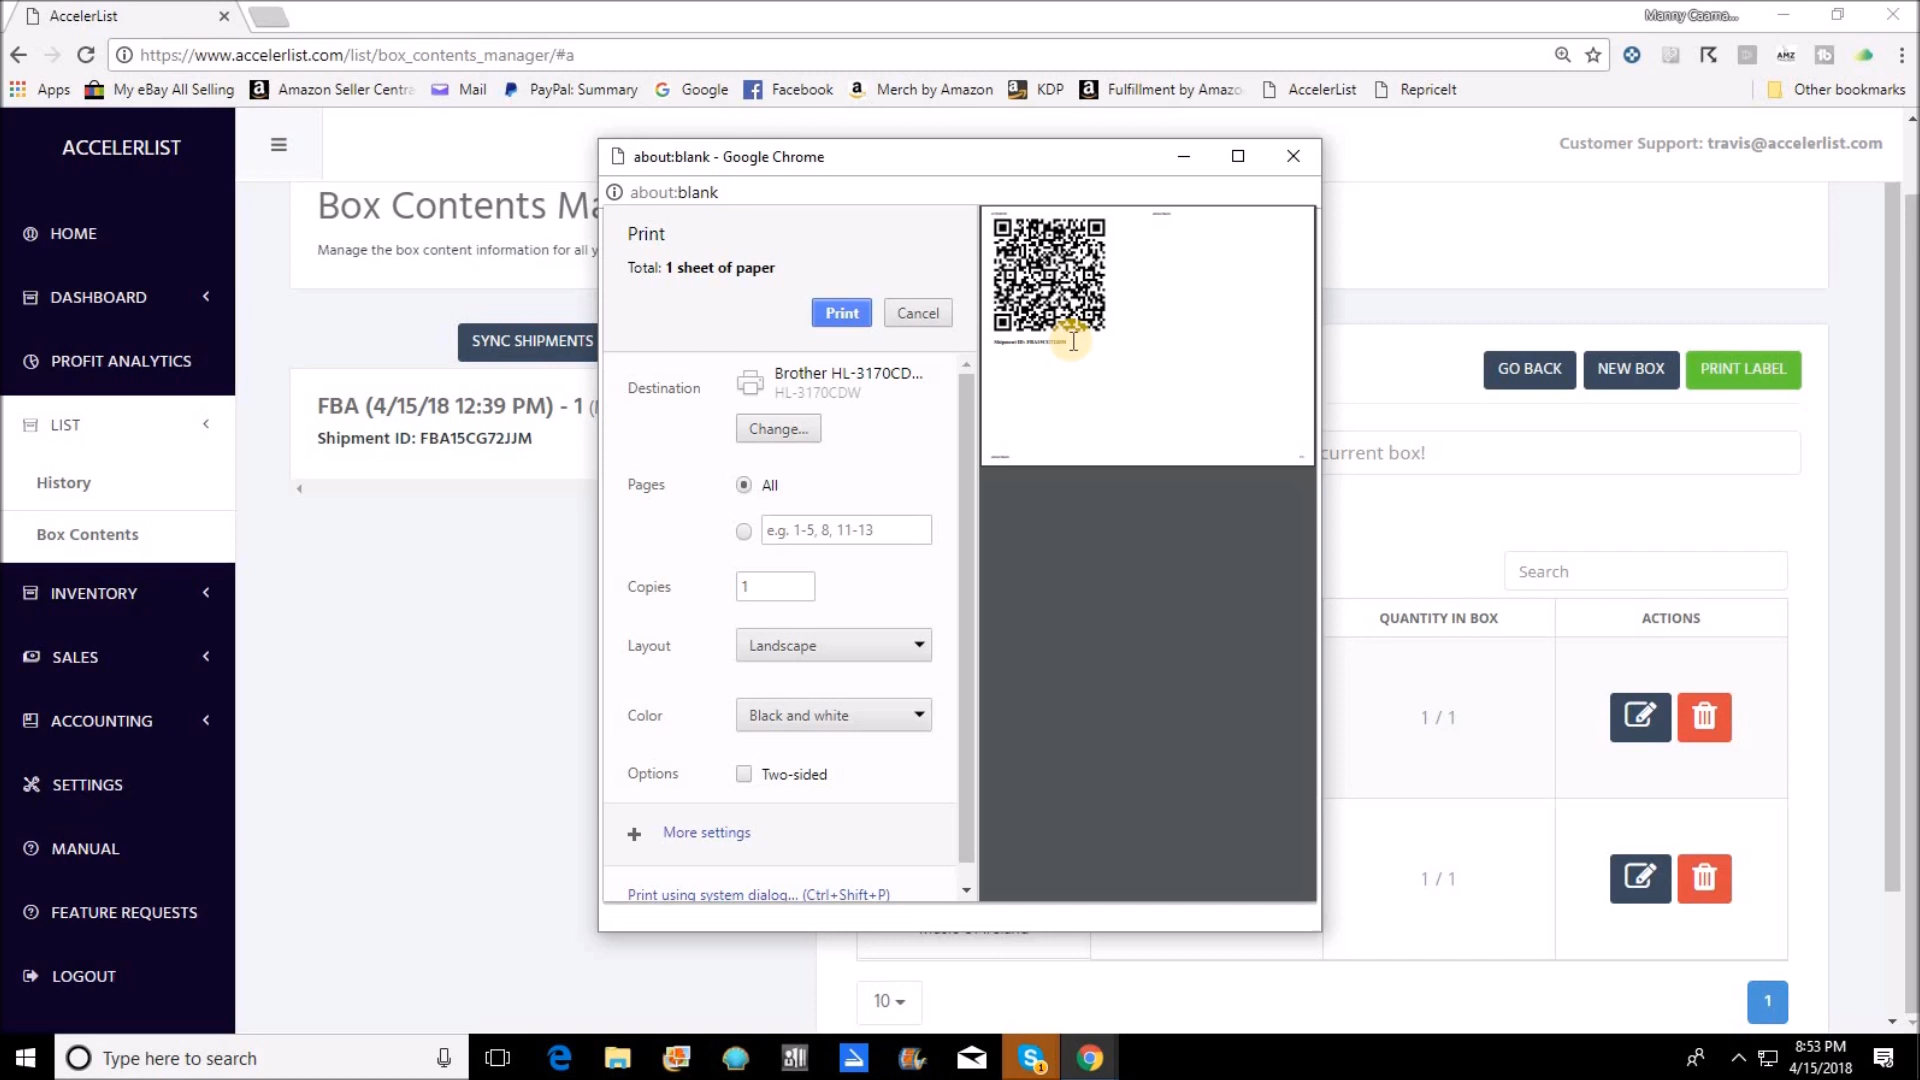 AccelerList
Manny Caama...
https://www.accelerlist.com/list/box_contents_manager/#a
Apps
My eBay All Selling
Amazon Seller Centra
Mail
PayPal: Summary
Google
Facebook
Merch by Amazon
KDP
Fulfillment by Amazo
AccelerList
RepriceIt
Other bookmarks
ACCELERLIST
Customer Support: travis@accelerlist.com
HOME
DASHBOARD
PROFIT ANALYTICS
LIST
History
Box Contents
INVENTORY
SALES
ACCOUNTING
SETTINGS
MANUAL
FEATURE REQUESTS
LOGOUT
Box Contents Ma
Manage the box content information for all y
SYNC SHIPMENTS
FBA (4/15/18 12:39 PM) - 1
Shipment ID: FBA15CG72JJM
about:blank - Google Chrome
about:blank
Print
Total: 1 sheet of paper
Print
Cancel
Destination
Brother HL-3170CD...
HL-3170CDW
Change...
Pages
All
e.g. 1-5, 8, 11-13
Copies
1
Layout
Landscape
Color
Black and white
Options
Two-sided
More settings
Print using system dialog... (Ctrl+Shift+P)
Shipment ID:
GO BACK
NEW BOX
PRINT LABEL
current box!
Search
QUANTITY IN BOX
ACTIONS
1 / 1
1 / 1
10
1
Type here to search
AMZ
1
8:53 PM
4/15/2018